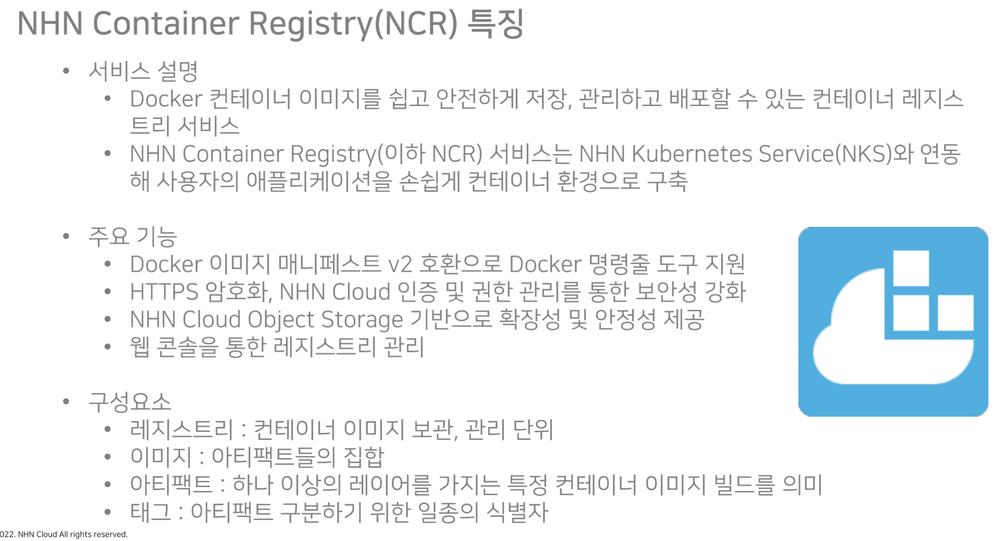 NHN Container Registry(NCR) 특징
• 서비스 설명
• Docker 컨테이너 이미지를 쉽고 안전하게 저장, 관리하고 배포할 수 있는 컨테이너 레지스
트리 서비스
• NHN Container Registry(이하 NCR) 서비스는 NHN Kubernetes Service(NKS)와 연동
해 사용자의 애플리케이션을 손쉽게 컨테이너 환경으로 구축
• 주요 기능
• Docker 이미지 매니페스트 v2 호환으로 Docker 명령줄 도구 지원
• HTTPS 암호화, NHN Cloud 인증 및 권한 관리를 통한 보안성 강화
• NHN Cloud Object Storage 기반으로 확장성 및 안정성 제공
• 웹 콘솔을 통한 레지스트리 관리
• 구성요소
• 레지스트리 : 컨테이너 이미지 보관, 관리 단위
• 이미지 : 아티팩트들의 집합
• 아티팩트 : 하나 이상의 레이어를 가지는 특정 컨테이너 이미지 빌드를 의미
• 태그 : 아티팩트 구분하기 위한 일종의 식별자
022. NHN Cloud All rights reserved.